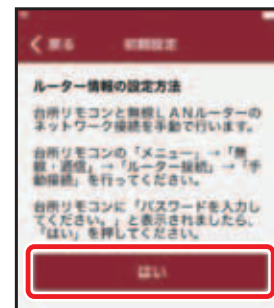 戻る 初期設定
ルーター情報の設定方法
台所リモコンと無線LANルーターの
ネットワーク接続を手動で行います。
台所リモコンの「メニュー」→「無
線・通信」→「ルーター接続」→「手
動接続」を行ってください。
台所リモコンに「パスワードを入力し
てください。」と表示されましたら、
「はい」を押してください。
はい